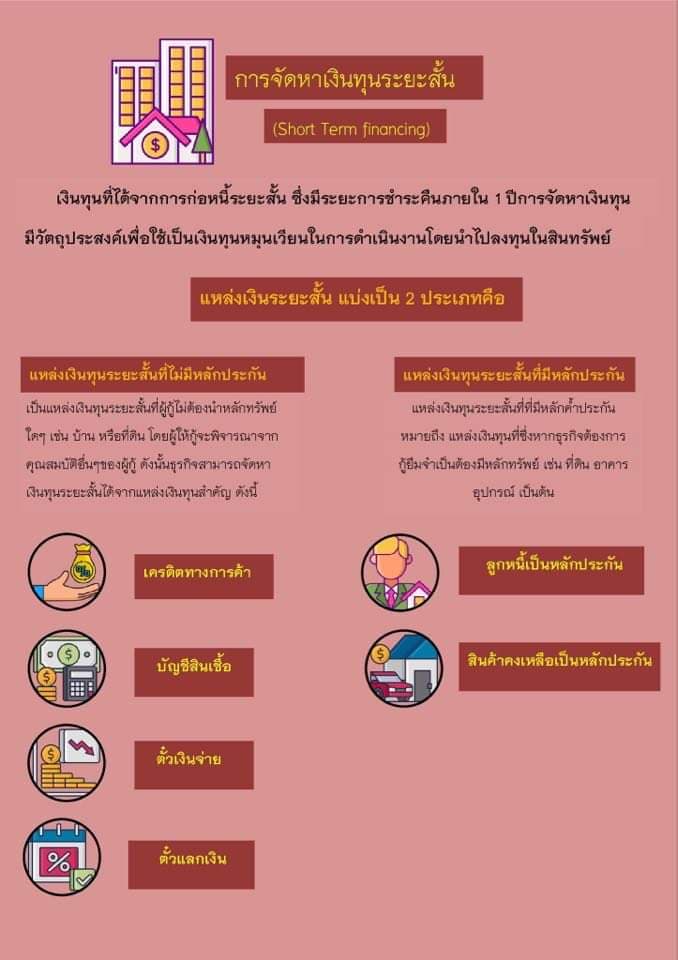 การจัดหาเงินทุนระยะสั้น
(Short Term financing)
เงินทุนที่ได้จากการก่อหนี้ระยะสั้น ซึ่งมีระยะการชำระคืนภายใน 1 ปีการจัดหาเงินทุน
มีวัตถุประสงค์เพื่อใช้เป็นเงินทุนหมุนเวียนในการดำเนินงานโดยนำไปลงทุนในสินทรัพย์
แหล่งเงินระยะสั้น แบ่งเป็น 2 ประเภทคือ
แหล่งเงินทุนระยะสั้นที่ไม่มีหลักประกัน
เป็นแหล่งเงินทุนระยะสั้นที่ผู้กู้ไม่ต้องนำหลักทรัพย์
ใดๆ เช่น บ้าน หรือที่ดิน โดยผู้ให้กู้จะพิจารณาจาก
คุณสมบัติอื่นๆของผู้กู้ ดังนั้นธุรกิจสามารถจัดหา
เงินทุนระยะสั้นได้จากแหล่งเงินทุนสำคัญ ดังนี้
เครดิตทางการค้า
บัญชีสินเชื่อ
ตั๋วเงินจ่าย
ตั๋วแลกเงิน
แหล่งเงินทุนระยะสั้นที่มีหลักประกัน
แหล่งเงินทุนระยะสั้นที่ที่มีหลักค้ำประกัน
หมายถึง แหล่งเงินทุนที่ซึ่งหากธุรกิจต้องการ
กู้ยืมจำเป็นต้องมีหลักทรัพย์ เช่น ที่ดิน อาคาร
อุปกรณ์ เป็นต้น
ลูกหนี้เป็นหลักประกัน
สินค้าคงเหลือเป็นหลักประกัน